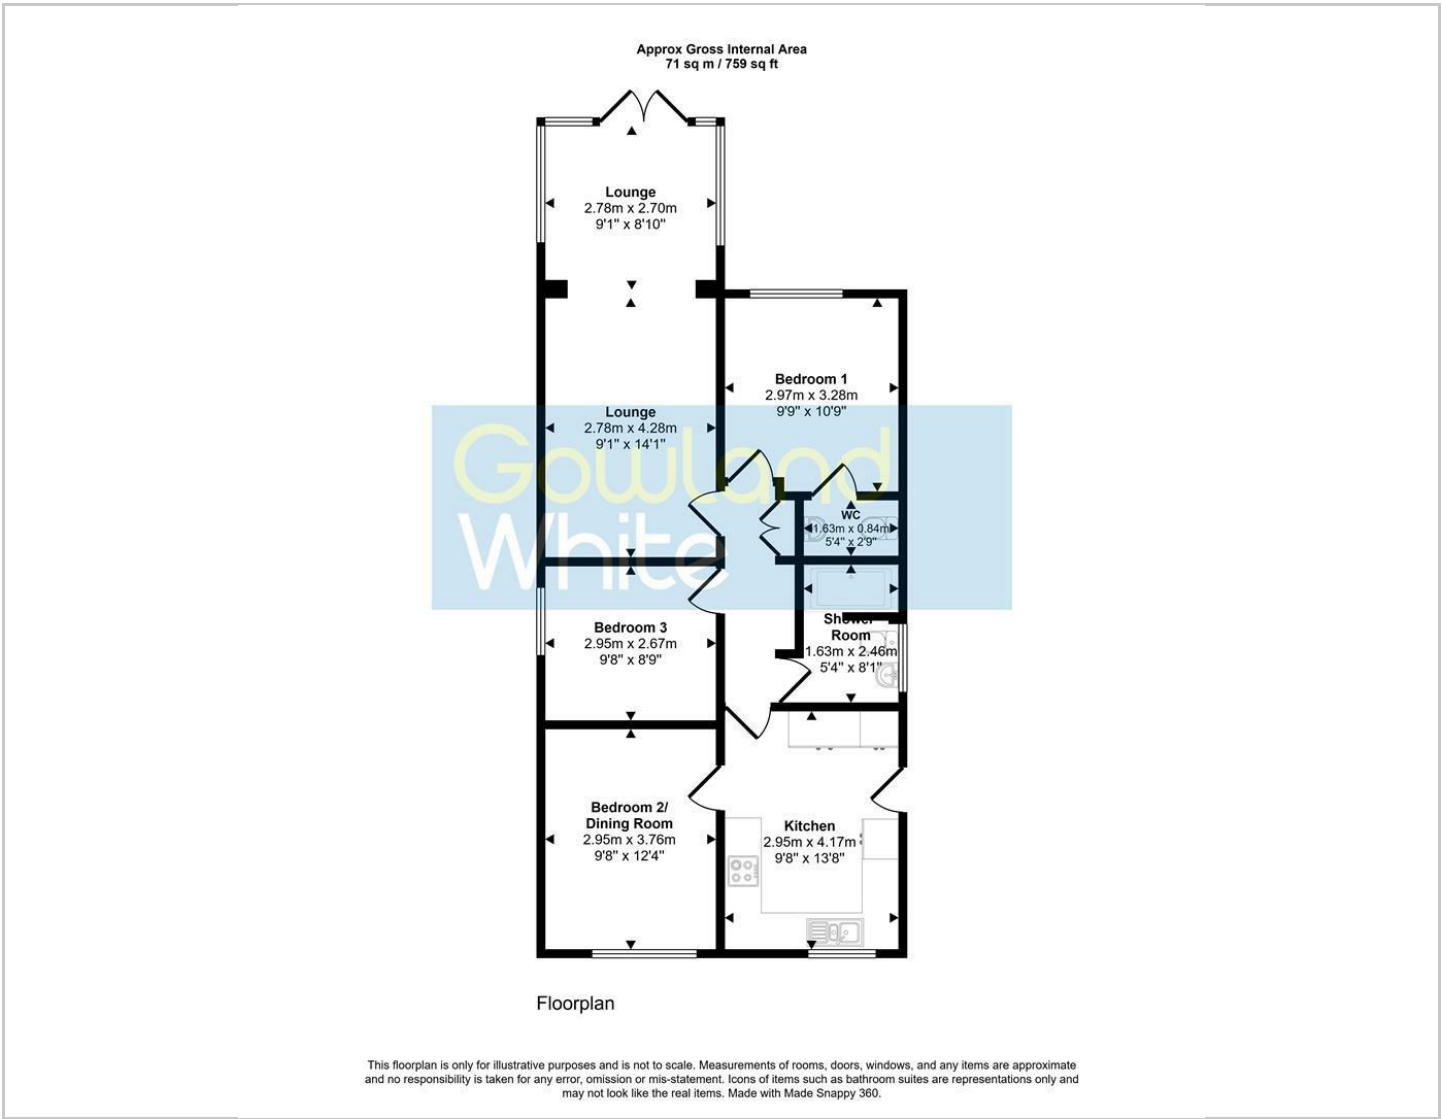 Approx Gross Internal Area
71 sq m / 759 sq ft
Lounge
2.78m x 2.70m
9'1" x 8'10"
Bedroom 1
2.97m x 3.28m
9'9" x 10'9"
Lounge
2.78m x 4.28m
9'1" x 14'1"
Gowland
White
WC
1.63m x 0.84m
5'4" x 2'9"
Shower
Room
1.63m x 2.46m
5'4" x 8'1"
Bedroom 3
2.95m x 2.67m
9'8" x 8'9"
Bedroom 2/
Dining Room
2.95m x 3.76m
9'8" x 12'4"
Kitchen
2.95m x 4.17m
9'8" x 13'8"
Floorplan
This floorplan is only for illustrative purposes and is not to scale. Measurements of rooms, doors, windows, and any items are approximate
and no responsibility is taken for any error, omission or mis-statement. Icons of items such as bathroom suites are representations only and
may not look like the real items. Made with Made Snappy 360.